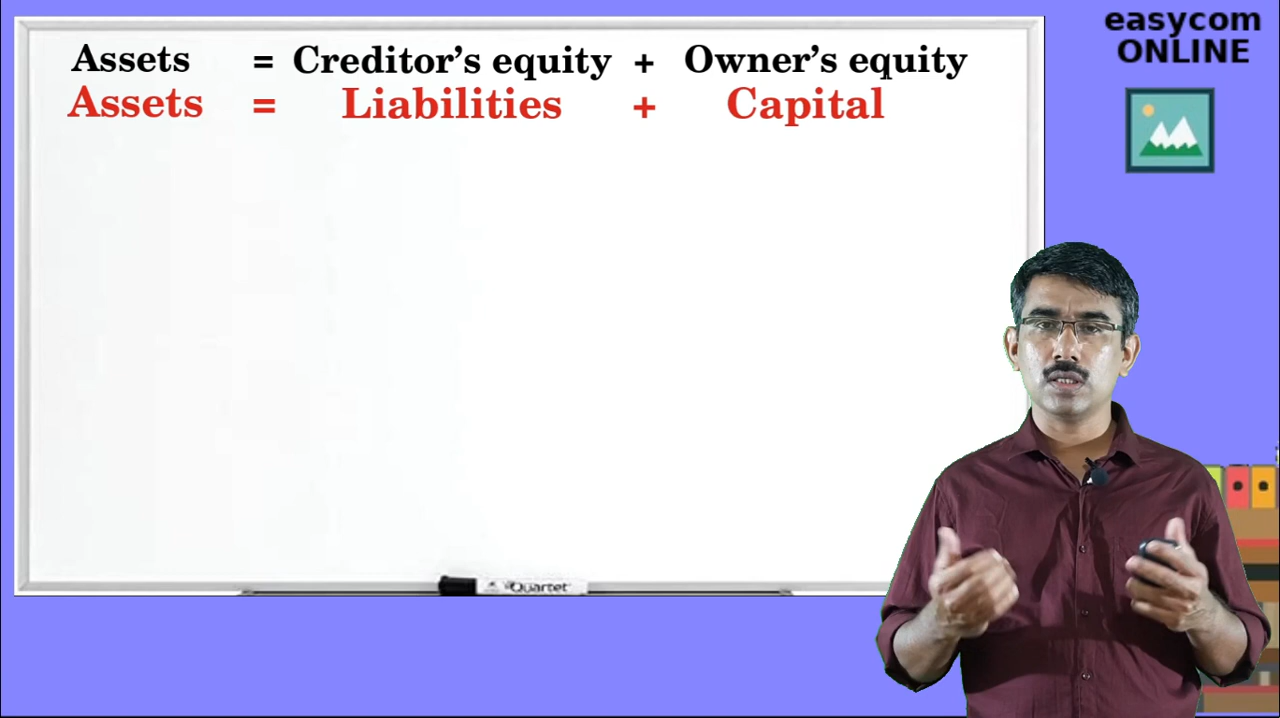 Assets = Creditor's equity + Owner's equity
Assets = Liabilities + Capital
easycom
ONLINE
Quartet